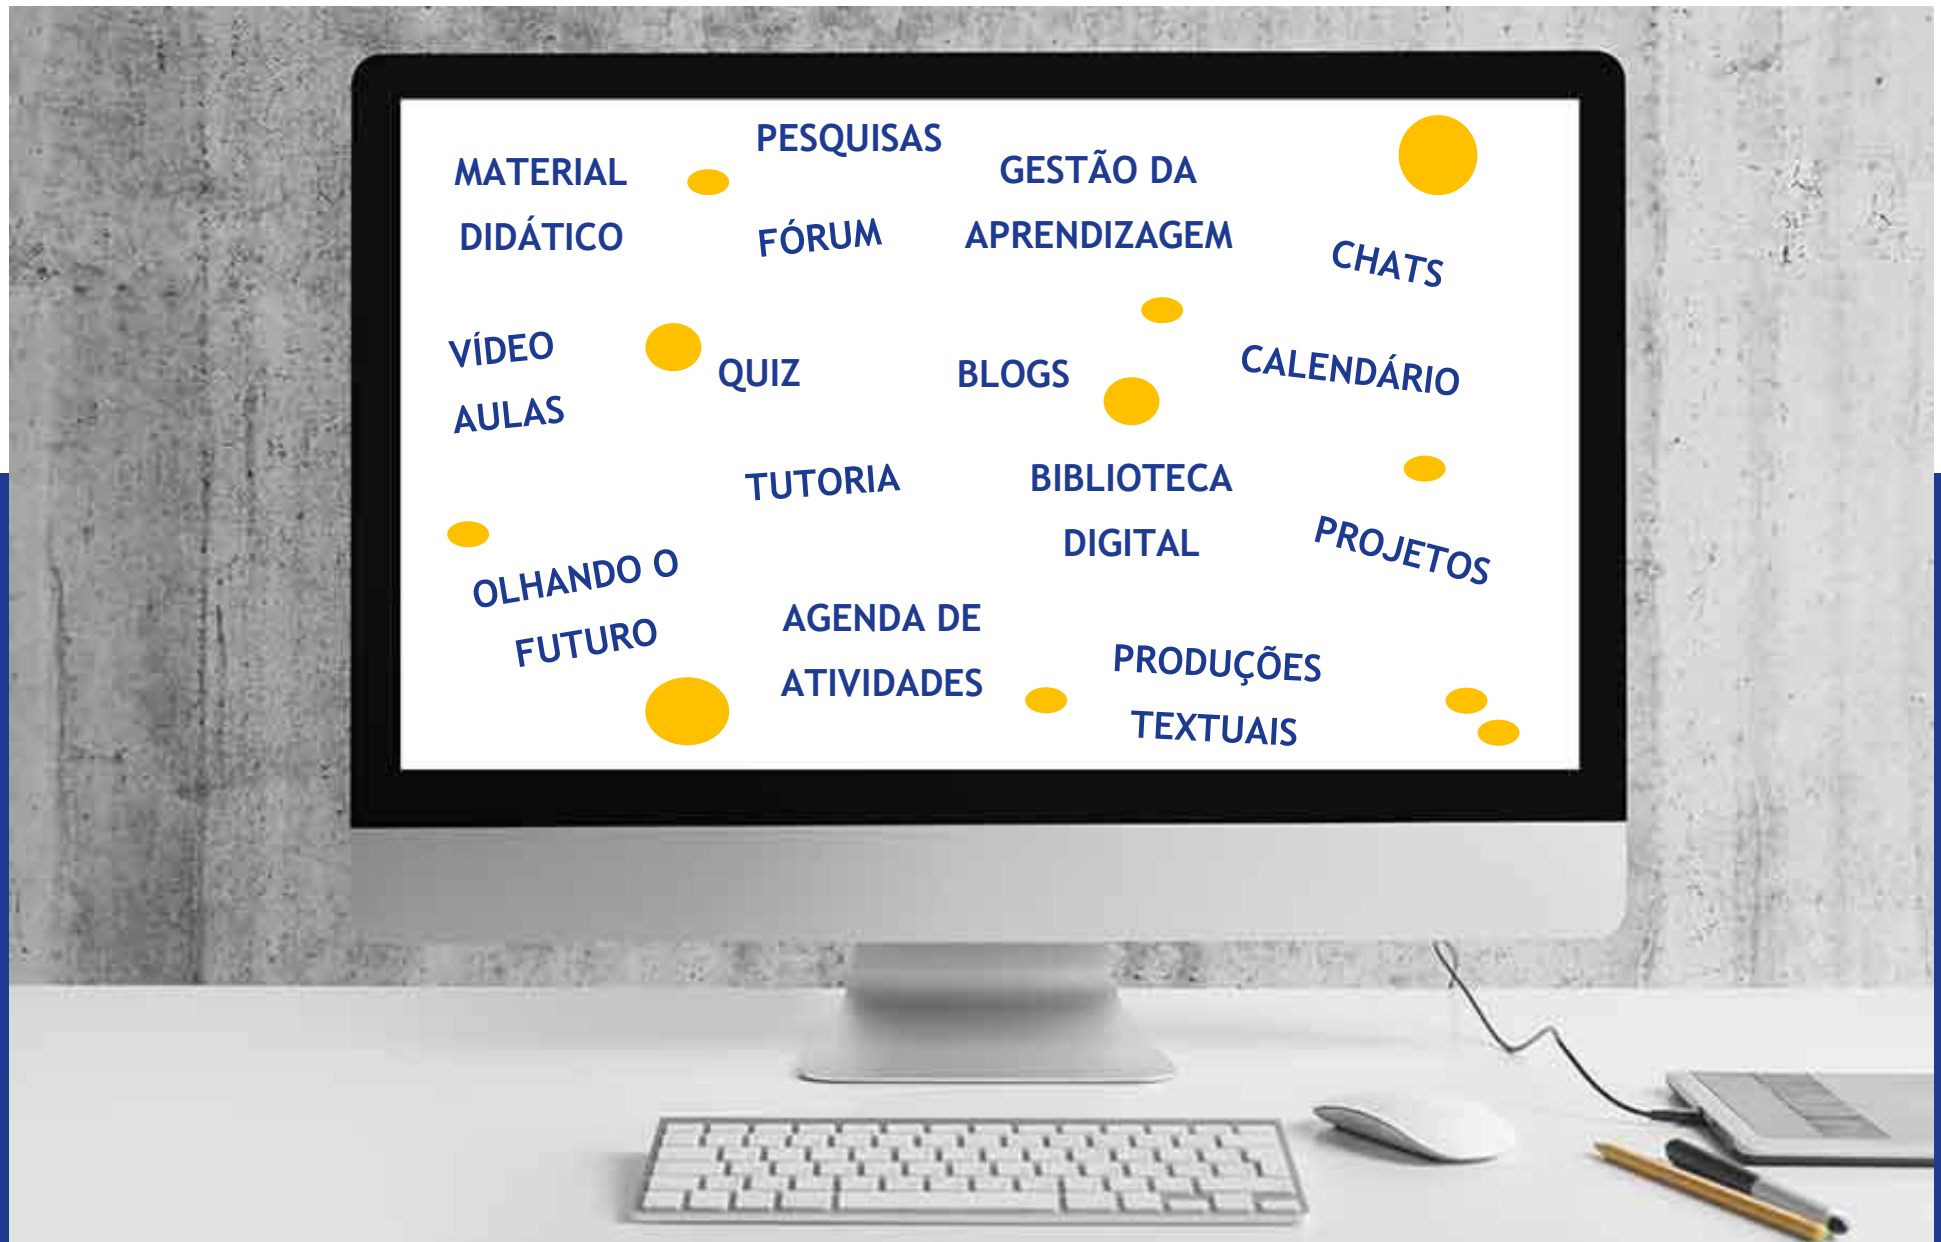 PESQUISAS
MATERIAL
DIDÁTICO
GESTÃO DA
APRENDIZAGEM
FÓRUM
CHATS
VÍDEO
AULAS
QUIZ
BLOGS
CALENDÁRIO
TUTORIA
BIBLIOTECA
DIGITAL
PROJETOS
OLHANDO O
FUTURO
AGENDA DE
ATIVIDADES
PRODUÇÕES
TEXTUAIS